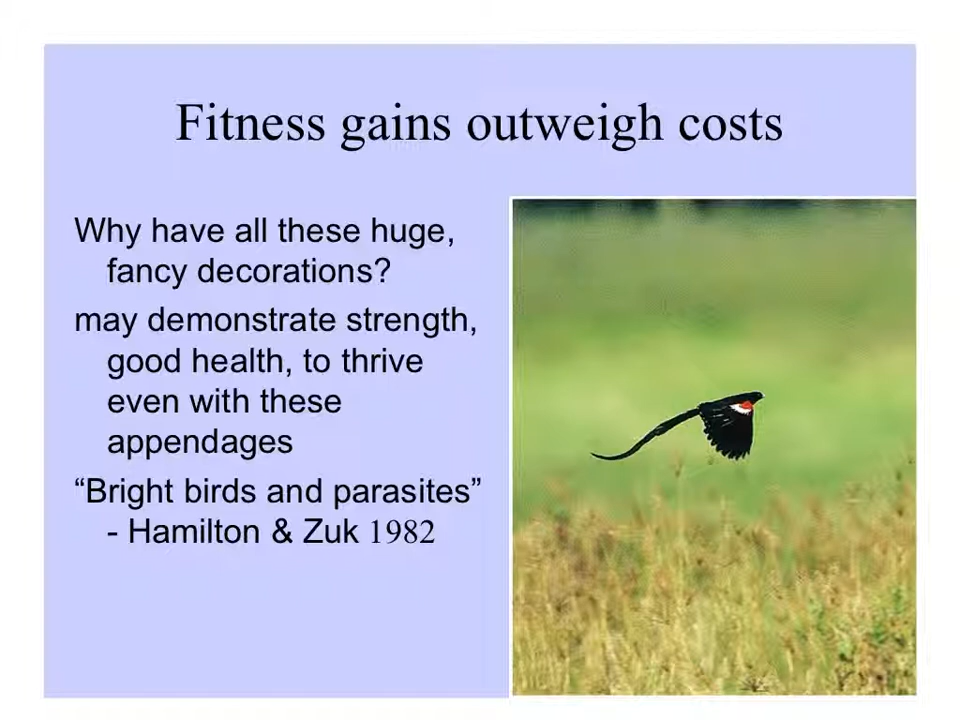 Fitness gains outweigh costs
Why have all these huge,
fancy decorations?
may demonstrate strength,
good health, to thrive
even with these
appendages
“Bright birds and parasites”
- Hamilton & Zuk 1982